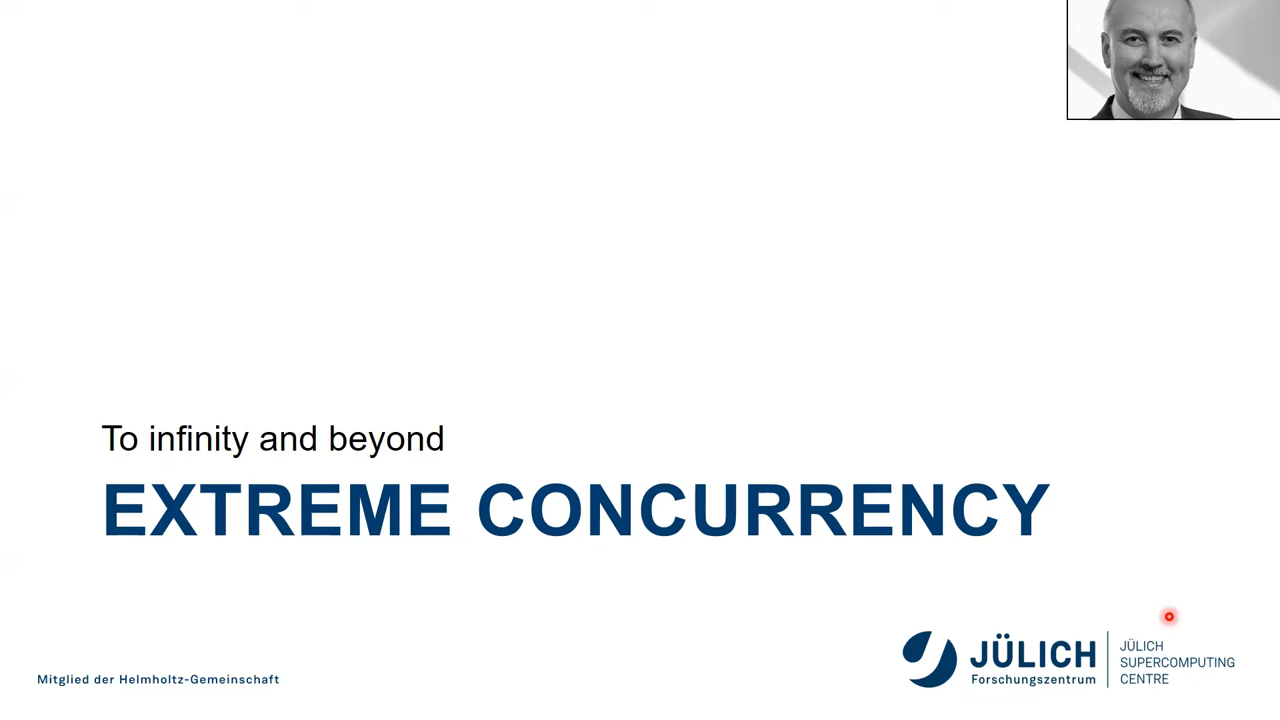 To infinity and beyond
EXTREME CONCURRENCY
Mitglied der Helmholtz-Gemeinschaft
JÜLICH
Forschungszentrum
JÜLICH
SUPERCOMPUTING
CENTRE